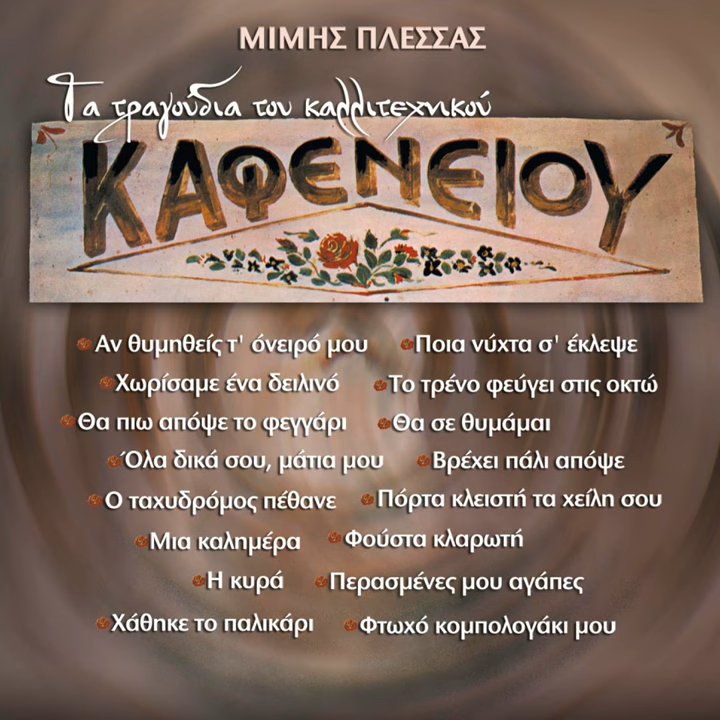 ΜΙΜΗΣ ΠΛΕΣΣΑΣ
Τα τραγούδια του καλλιτεχνικού
ΚΑΦΕΝΕΙΟΥ
Αν θυμηθείς τ' όνειρό μου
Ποια νύχτα σ' έκλεψε
Χωρίσαμε ένα δειλινό
Το τρένο φεύγει στις οκτώ
Θα πιω απόψε το φεγγάρι
Θα σε θυμάμαι
Όλα δικά σου, μάτια μου
Βρέχει πάλι απόψε
Ο ταχυδρόμος πέθανε
Πόρτα κλειστή τα χείλη σου
Μια καλημέρα
Φούστα κλαρωτή
Η κυρά
Περασμένες μου αγάπες
Χάθηκε το παλικάρι
Φτωχό κομπολογάκι μου